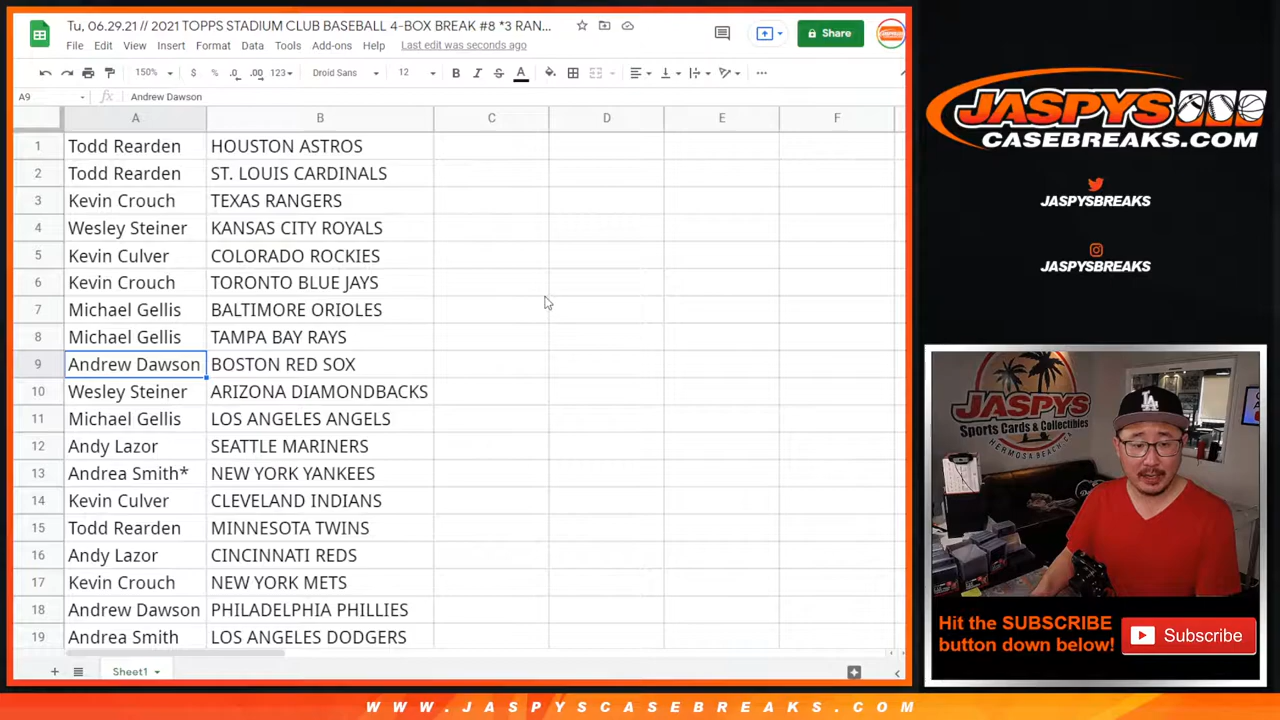 Tu, 06.29.21 // 2021 TOPPS STADIUM CLUB BASEBALL 4-BOX BREAK #8 *3 RAN...
File Edit View Insert Format Data Tools Add-ons Help Last edit was seconds ago
Share
150% $ % .0 .00 123 Droid Sans 12 B I S A
A9 Andrew Dawson
A B C D E F
1 Todd Rearden HOUSTON ASTROS
2 Todd Rearden ST. LOUIS CARDINALS
3 Kevin Crouch TEXAS RANGERS
4 Wesley Steiner KANSAS CITY ROYALS
5 Kevin Culver COLORADO ROCKIES
6 Kevin Crouch TORONTO BLUE JAYS
7 Michael Gellis BALTIMORE ORIOLES
8 Michael Gellis TAMPA BAY RAYS
9 Andrew Dawson BOSTON RED SOX
10 Wesley Steiner ARIZONA DIAMONDBACKS
11 Michael Gellis LOS ANGELES ANGELS
12 Andy Lazor SEATTLE MARINERS
13 Andrea Smith* NEW YORK YANKEES
14 Kevin Culver CLEVELAND INDIANS
15 Todd Rearden MINNESOTA TWINS
16 Andy Lazor CINCINNATI REDS
17 Kevin Crouch NEW YORK METS
18 Andrew Dawson PHILADELPHIA PHILLIES
19 Andrea Smith LOS ANGELES DODGERS
Sheet1
JASPYS
CASEBREAKS.COM
JASPYSBREAKS
JASPYSBREAKS
JASPYS
Sports Cards & Collectibles
HERMOSA BEACH, CA
LA
Hit the SUBSCRIBE
button down below!
Subscribe
WWW.JASPYSCASEBREAKS.COM